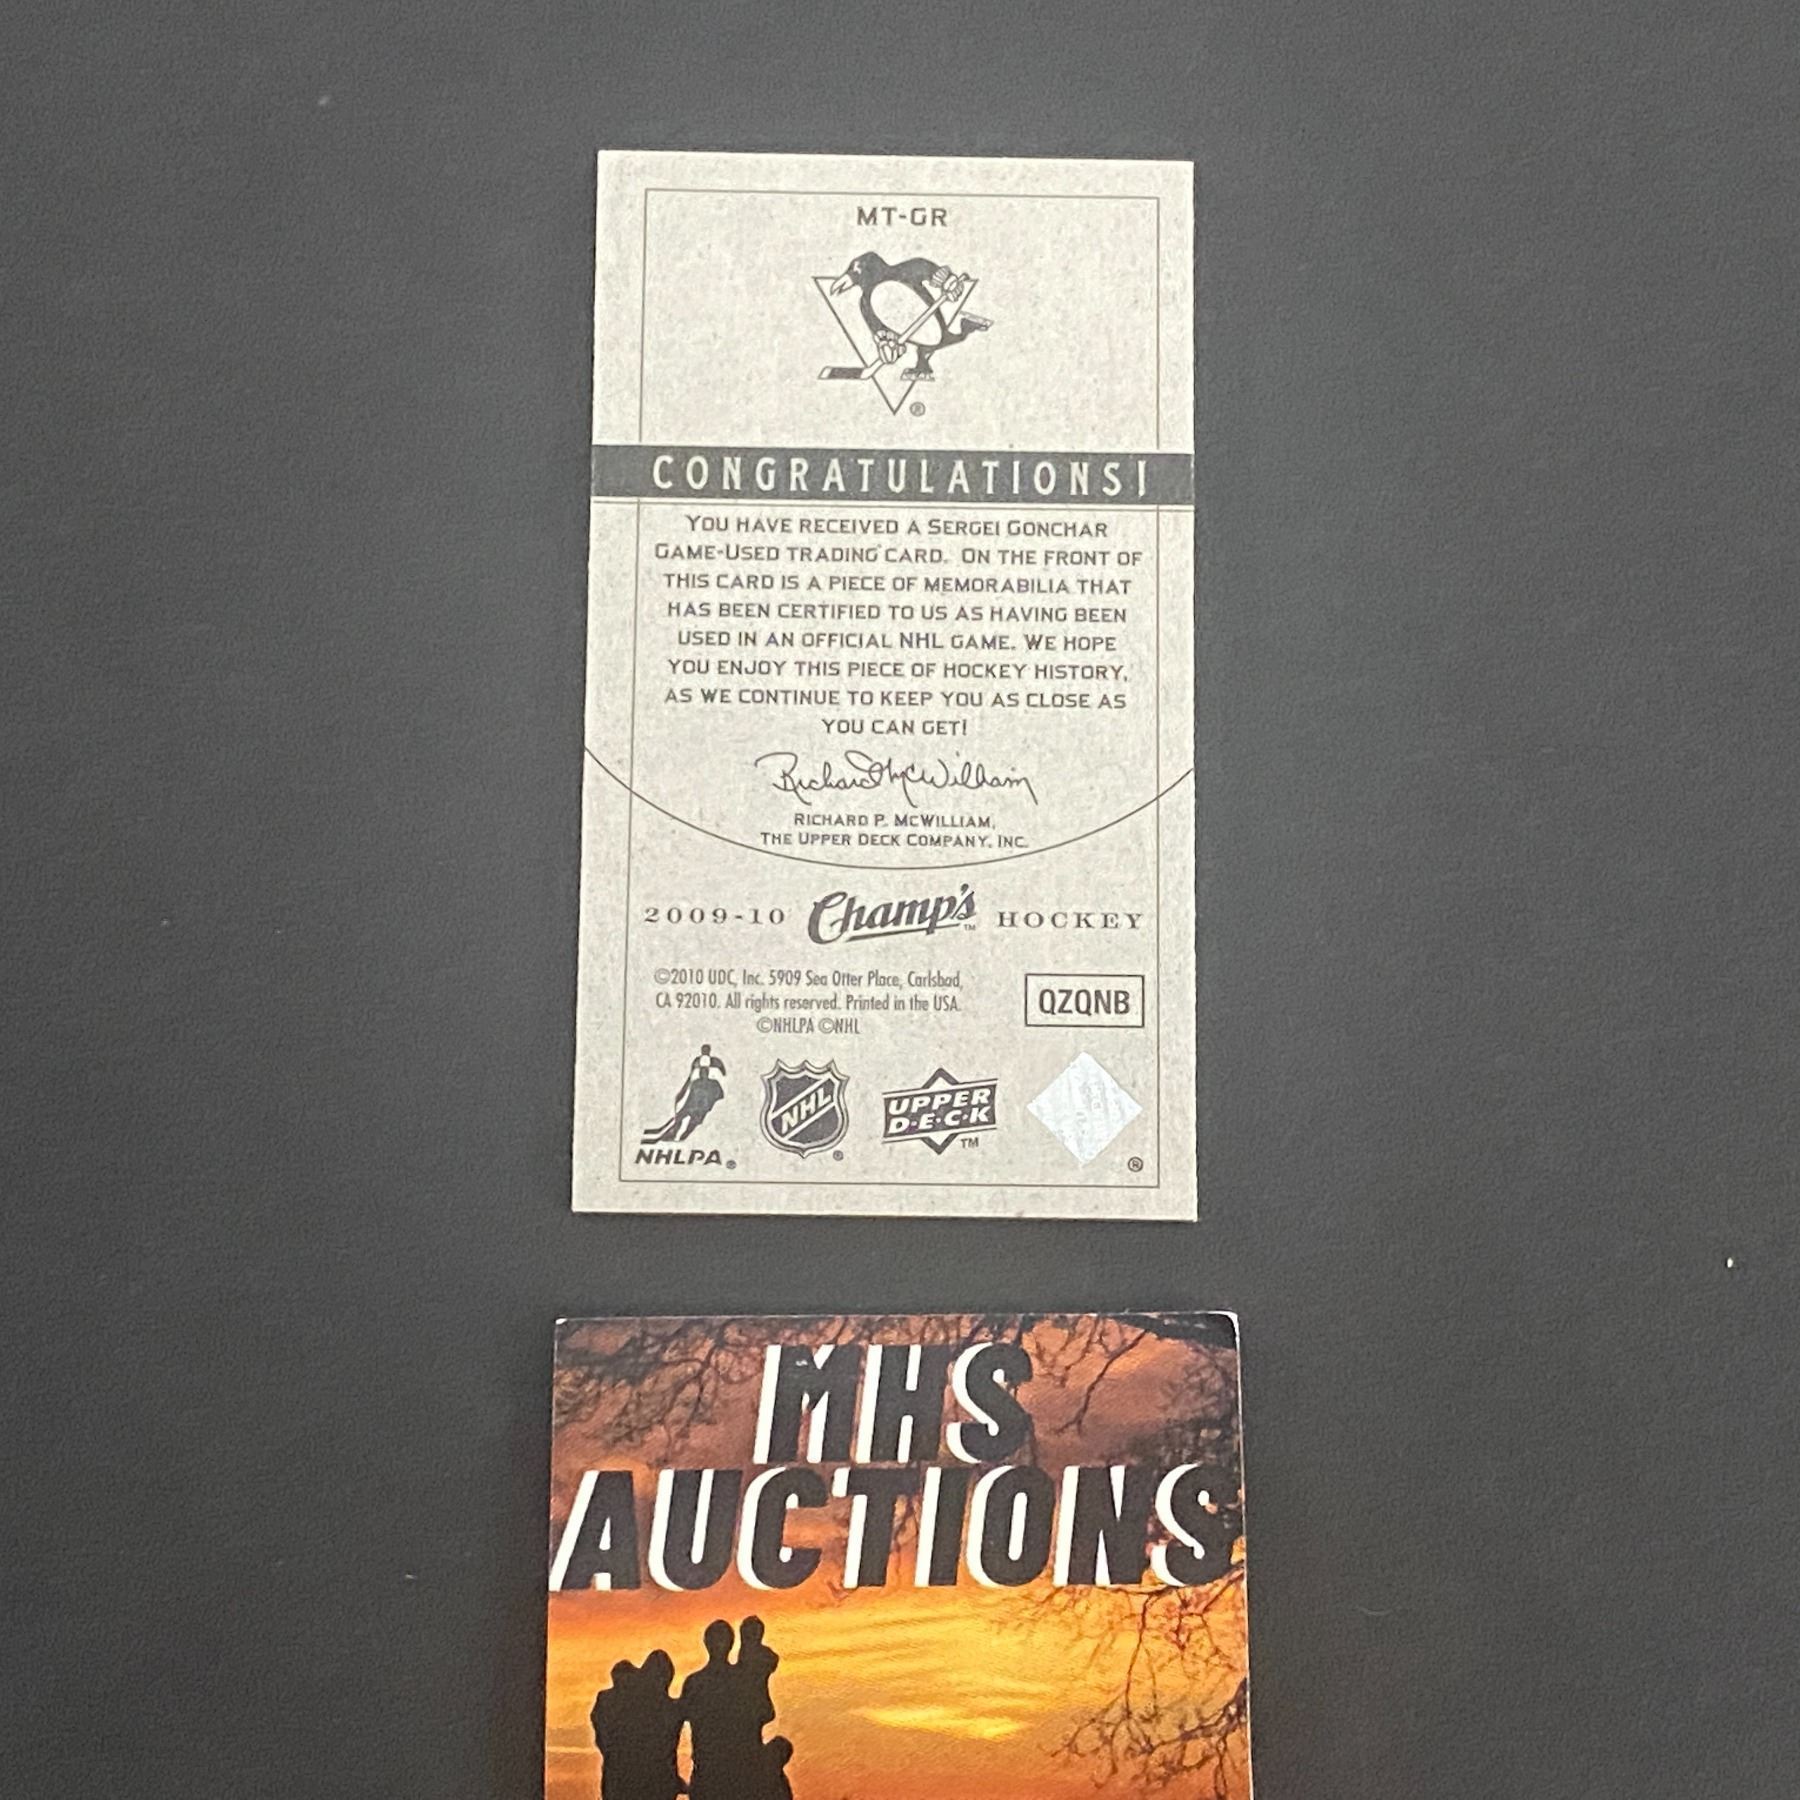 MT-GR
®
CONGRATULATIONS!
YOU HAVE RECEIVED A SERGEI GONCHAR
GAME-USED TRADING CARD. ON THE FRONT OF
THIS CARD IS A PIECE OF MEMORABILIA THAT
HAS BEEN CERTIFIED TO US AS HAVING BEEN
USED IN AN OFFICIAL NHL GAME. WE HOPE
YOU ENJOY THIS PIECE OF HOCKEY HISTORY,
AS WE CONTINUE TO KEEP YOU AS CLOSE AS
YOU CAN GET!
Richard McWilliam
RICHARD P. MCWILLIAM,
THE UPPER DECK COMPANY, INC.
2009-10 Champ's™ HOCKEY
©2010 UDC, Inc. 5909 Sea Otter Place, Carlsbad,
CA 92010. All rights reserved. Printed in the USA.
©NHLPA ©NHL
QZQNB
NHLPA®
NHL®
UPPER
D·E·C·K™
®
MHS
AUCTIONS